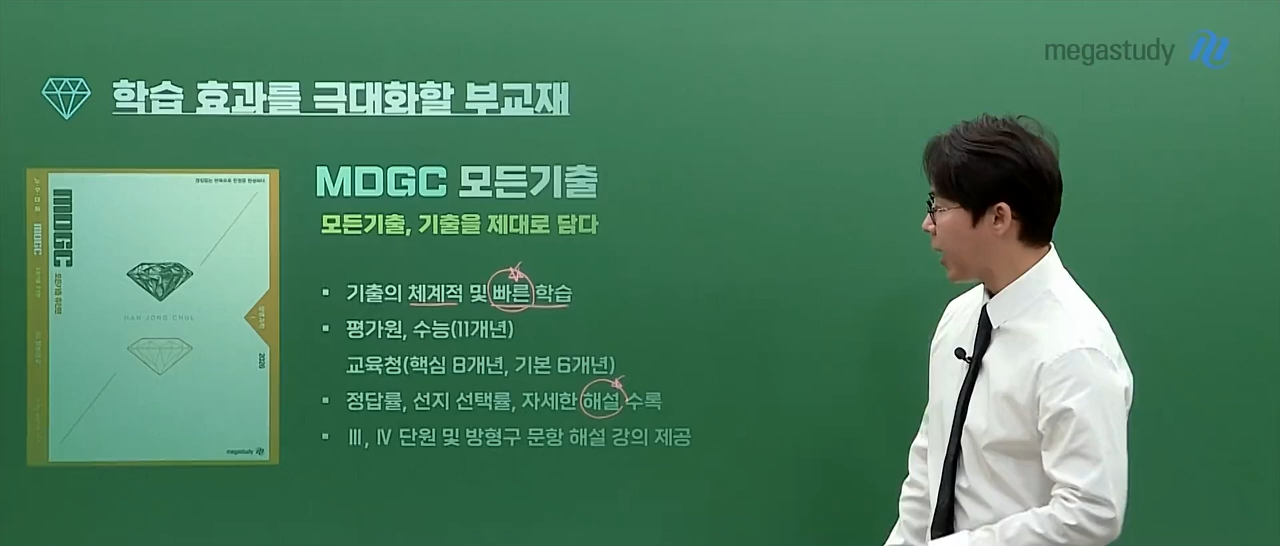 megastudy
학습 효과를 극대화할 부교재
MDGC 모든기출
모든기출, 기출을 제대로 담다
▪ 기출의 체계적 및 빠른 학습
▪ 평가원, 수능(11개년)
교육청(핵심 8개년, 기본 6개년)
▪ 정답률, 선지 선택률, 자세한 해설 수록
▪ Ⅲ, Ⅳ 단원 및 방형구 문항 해설 강의 제공
MDGC
MDGC
HAN JONG CHUL
2026
megastudy